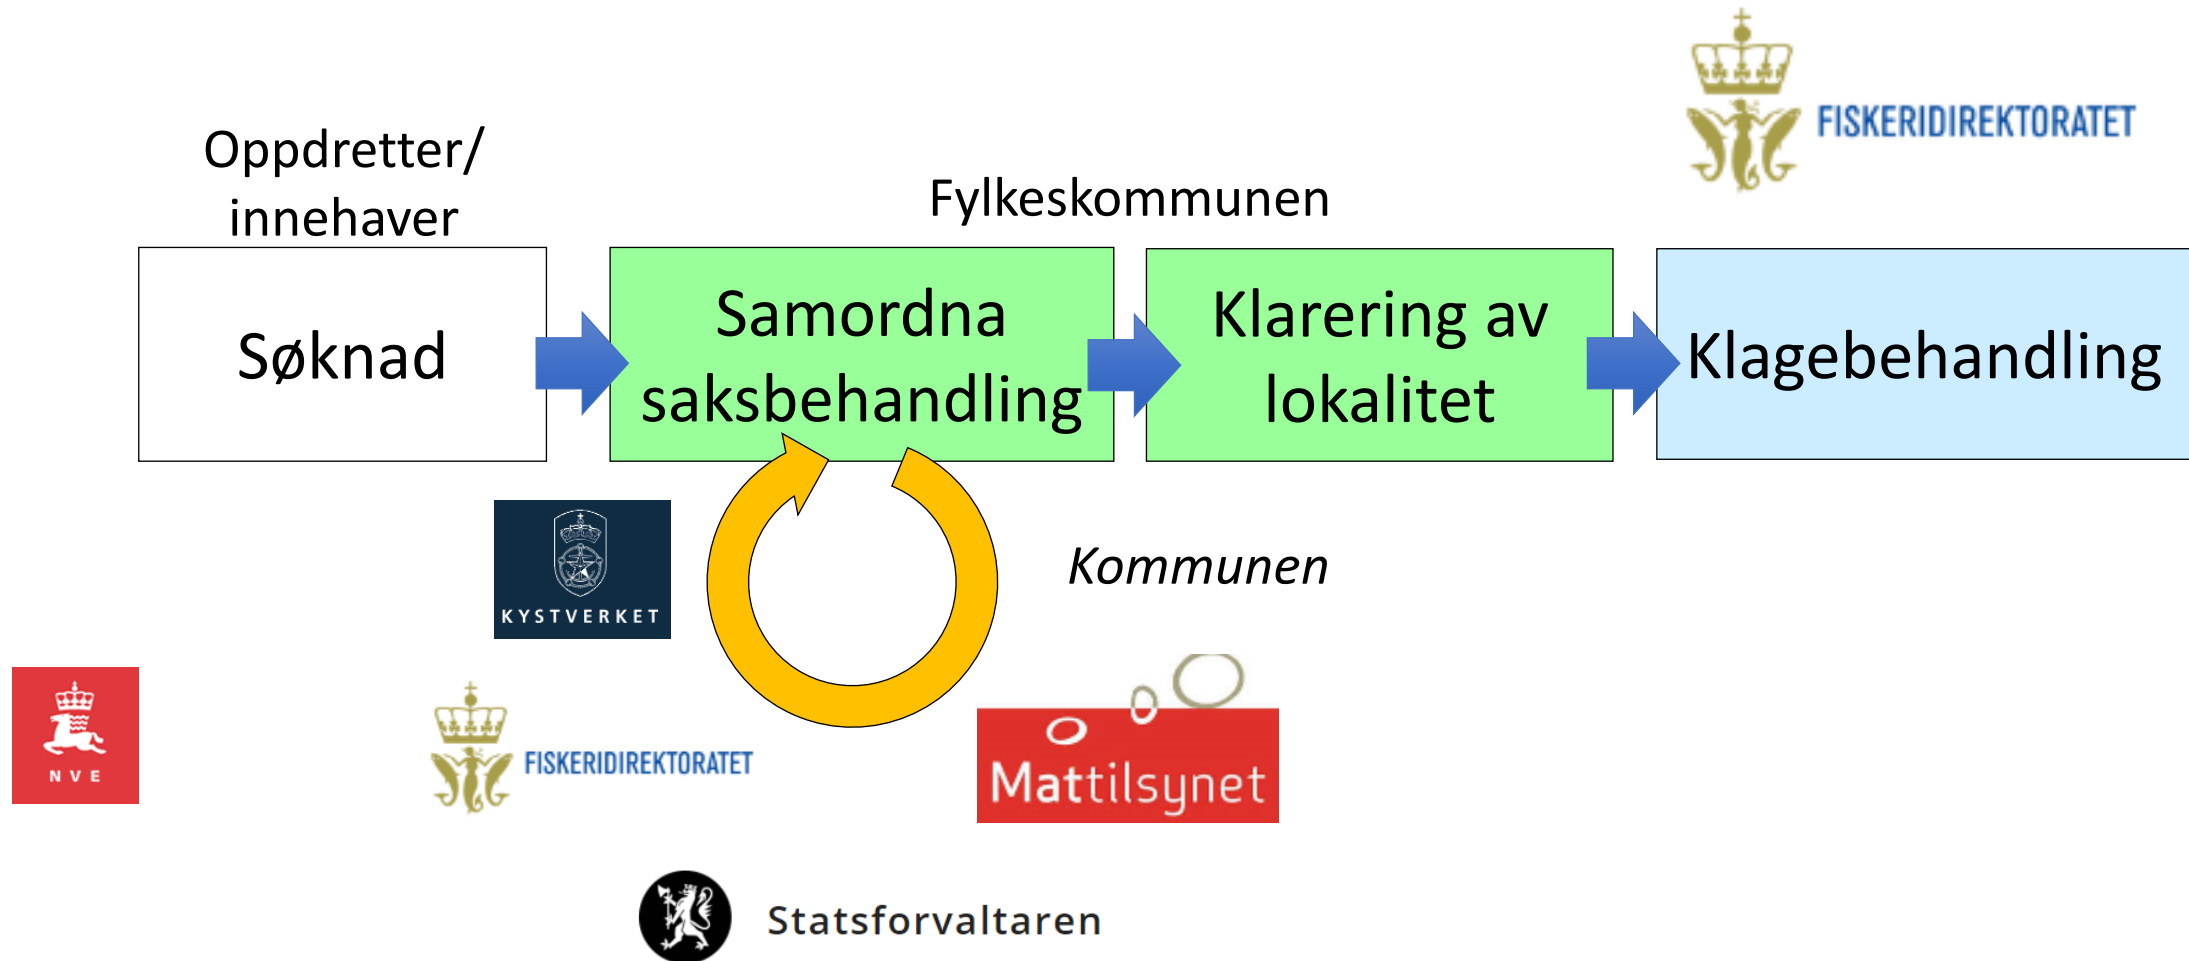 FISKERIDIREKTORATET
Oppdretter/
innehaver
Fylkeskommunen
Søknad
Samordna
saksbehandling
Klarering av
lokalitet
Klagebehandling
KYSTVERKET
Kommunen
NVE
FISKERIDIREKTORATET
Mattilsynet
Statsforvaltaren